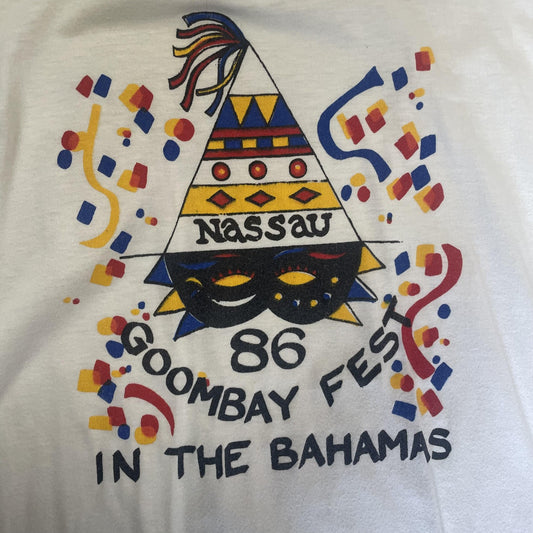 Nassau
86
GOOMBAY FEST
IN THE BAHAMAS